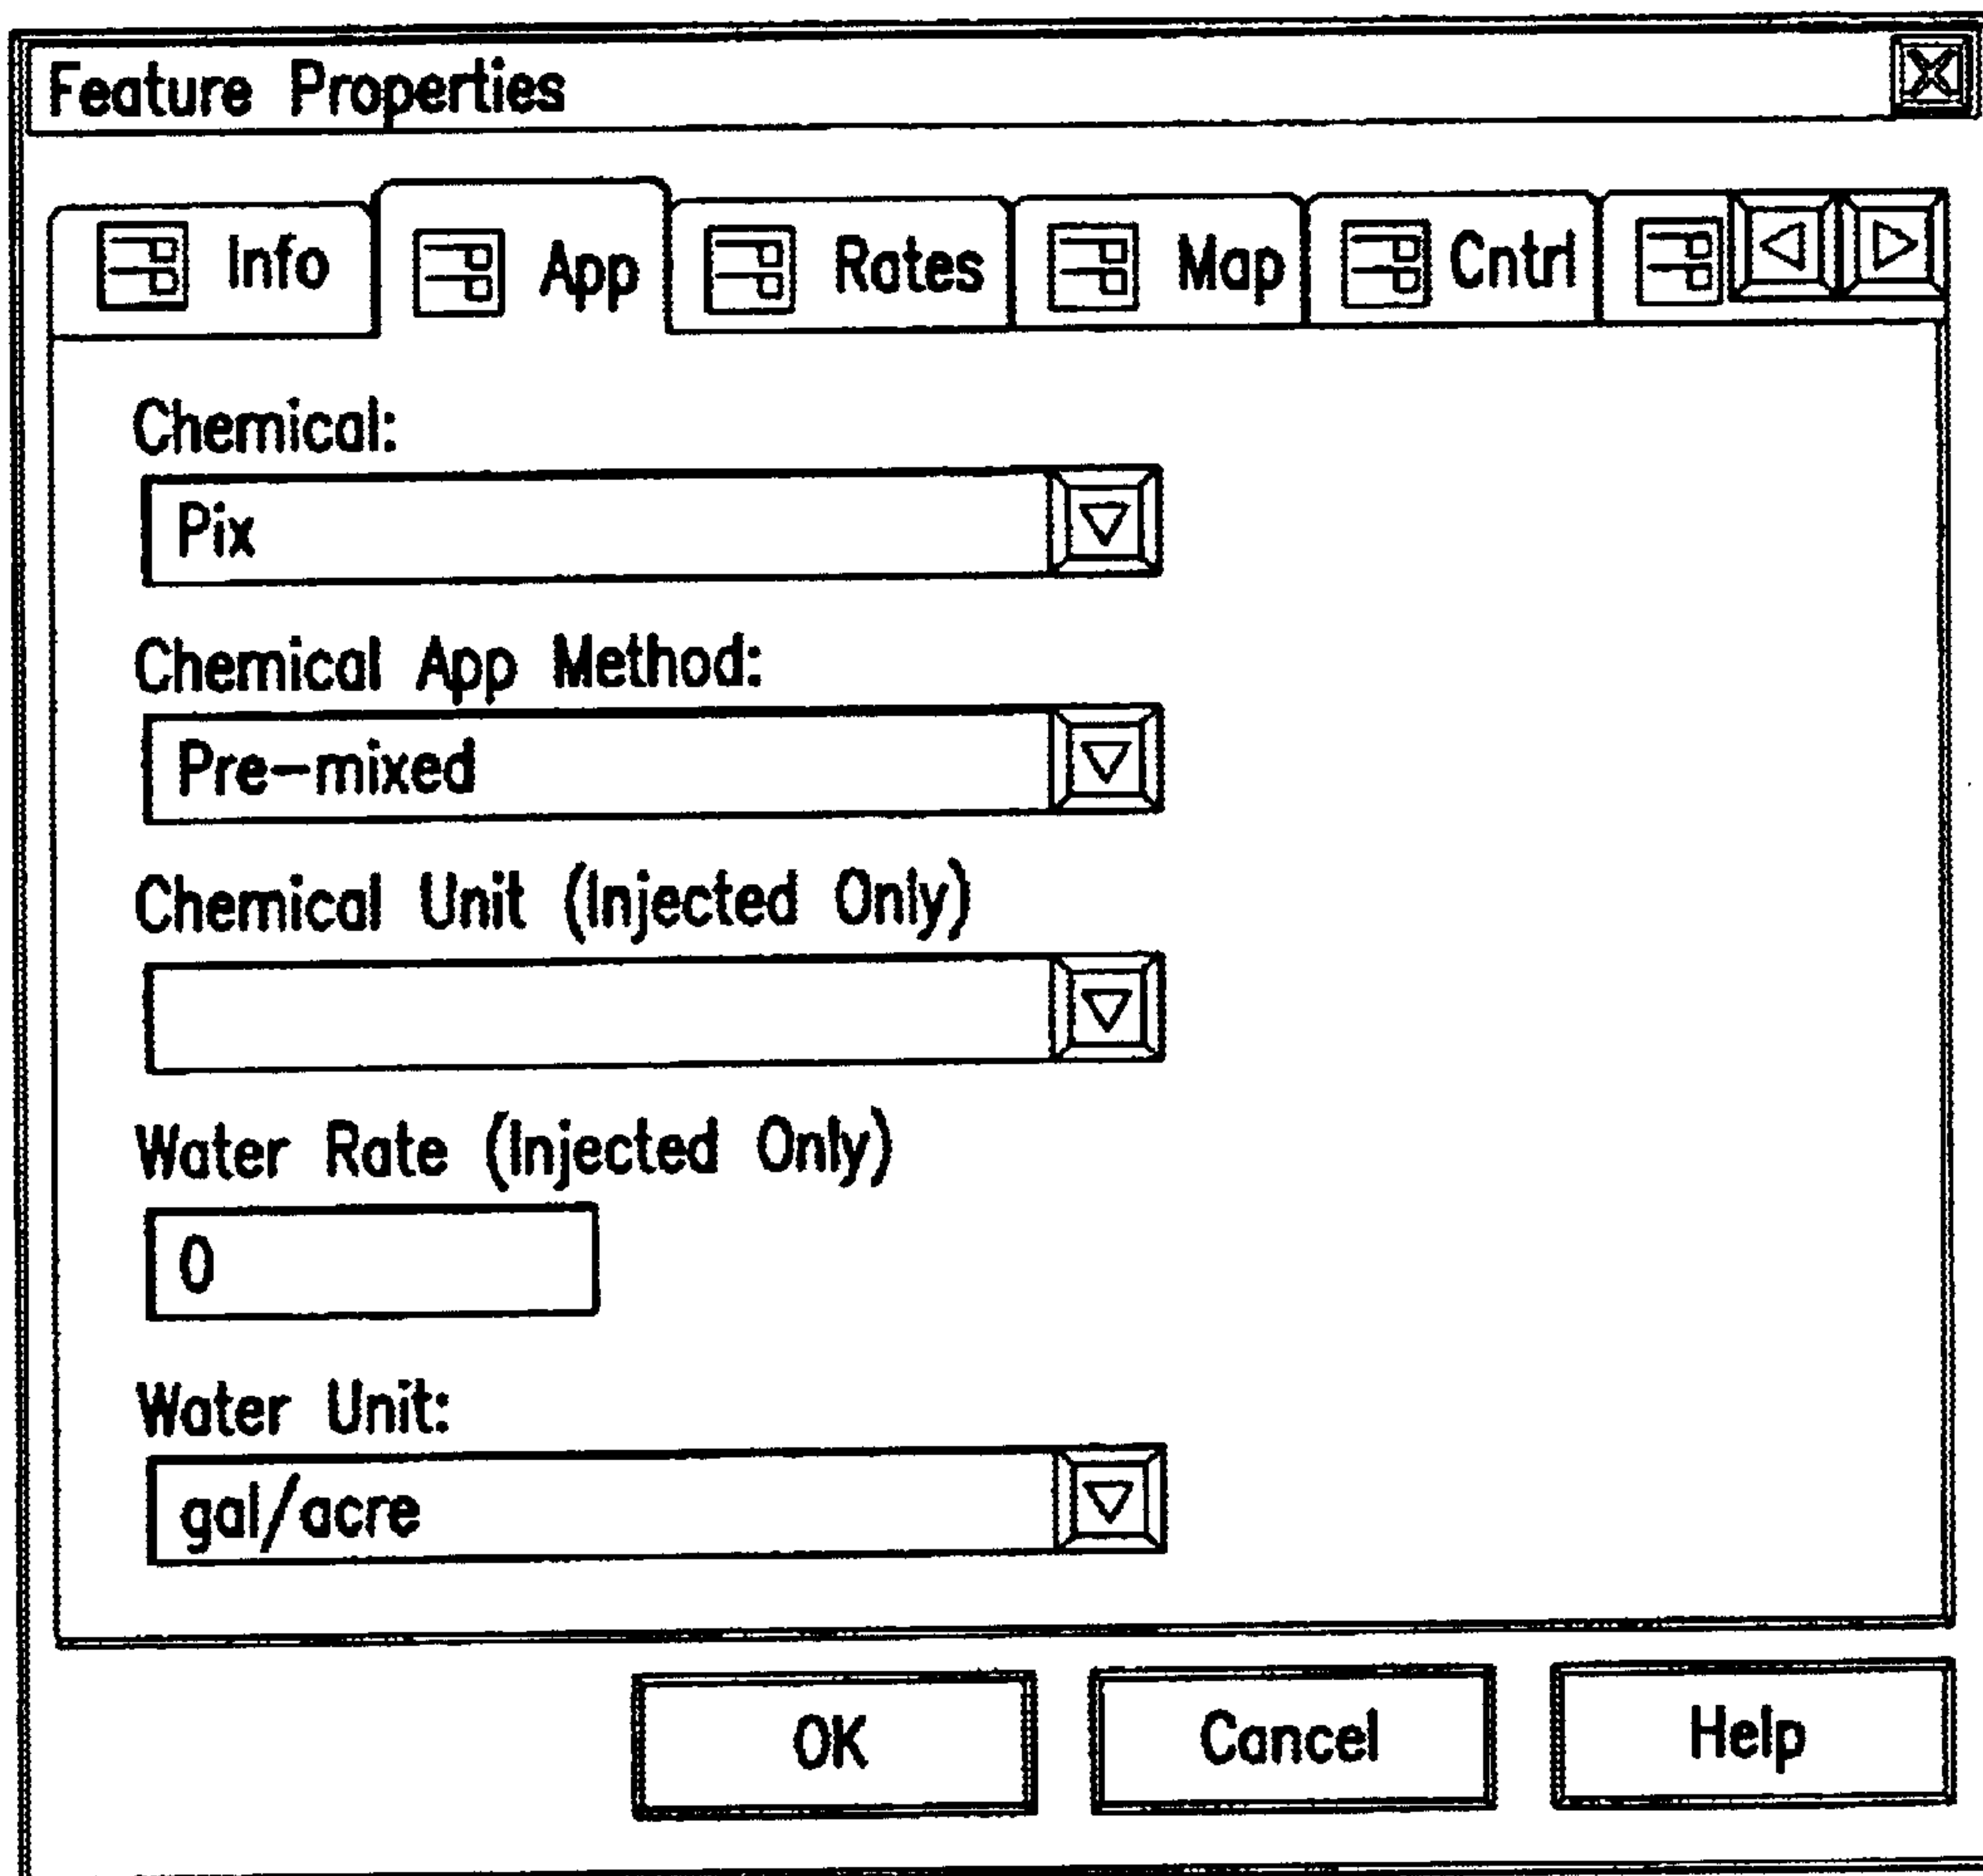 Feature Properties
Info App Rates Map Cntrl
Chemical:
Pix
Chemical App Method:
Pre-mixed
Chemical Unit (Injected Only)
Water Rate (Injected Only)
0
Water Unit:
gal/acre
OK Cancel Help